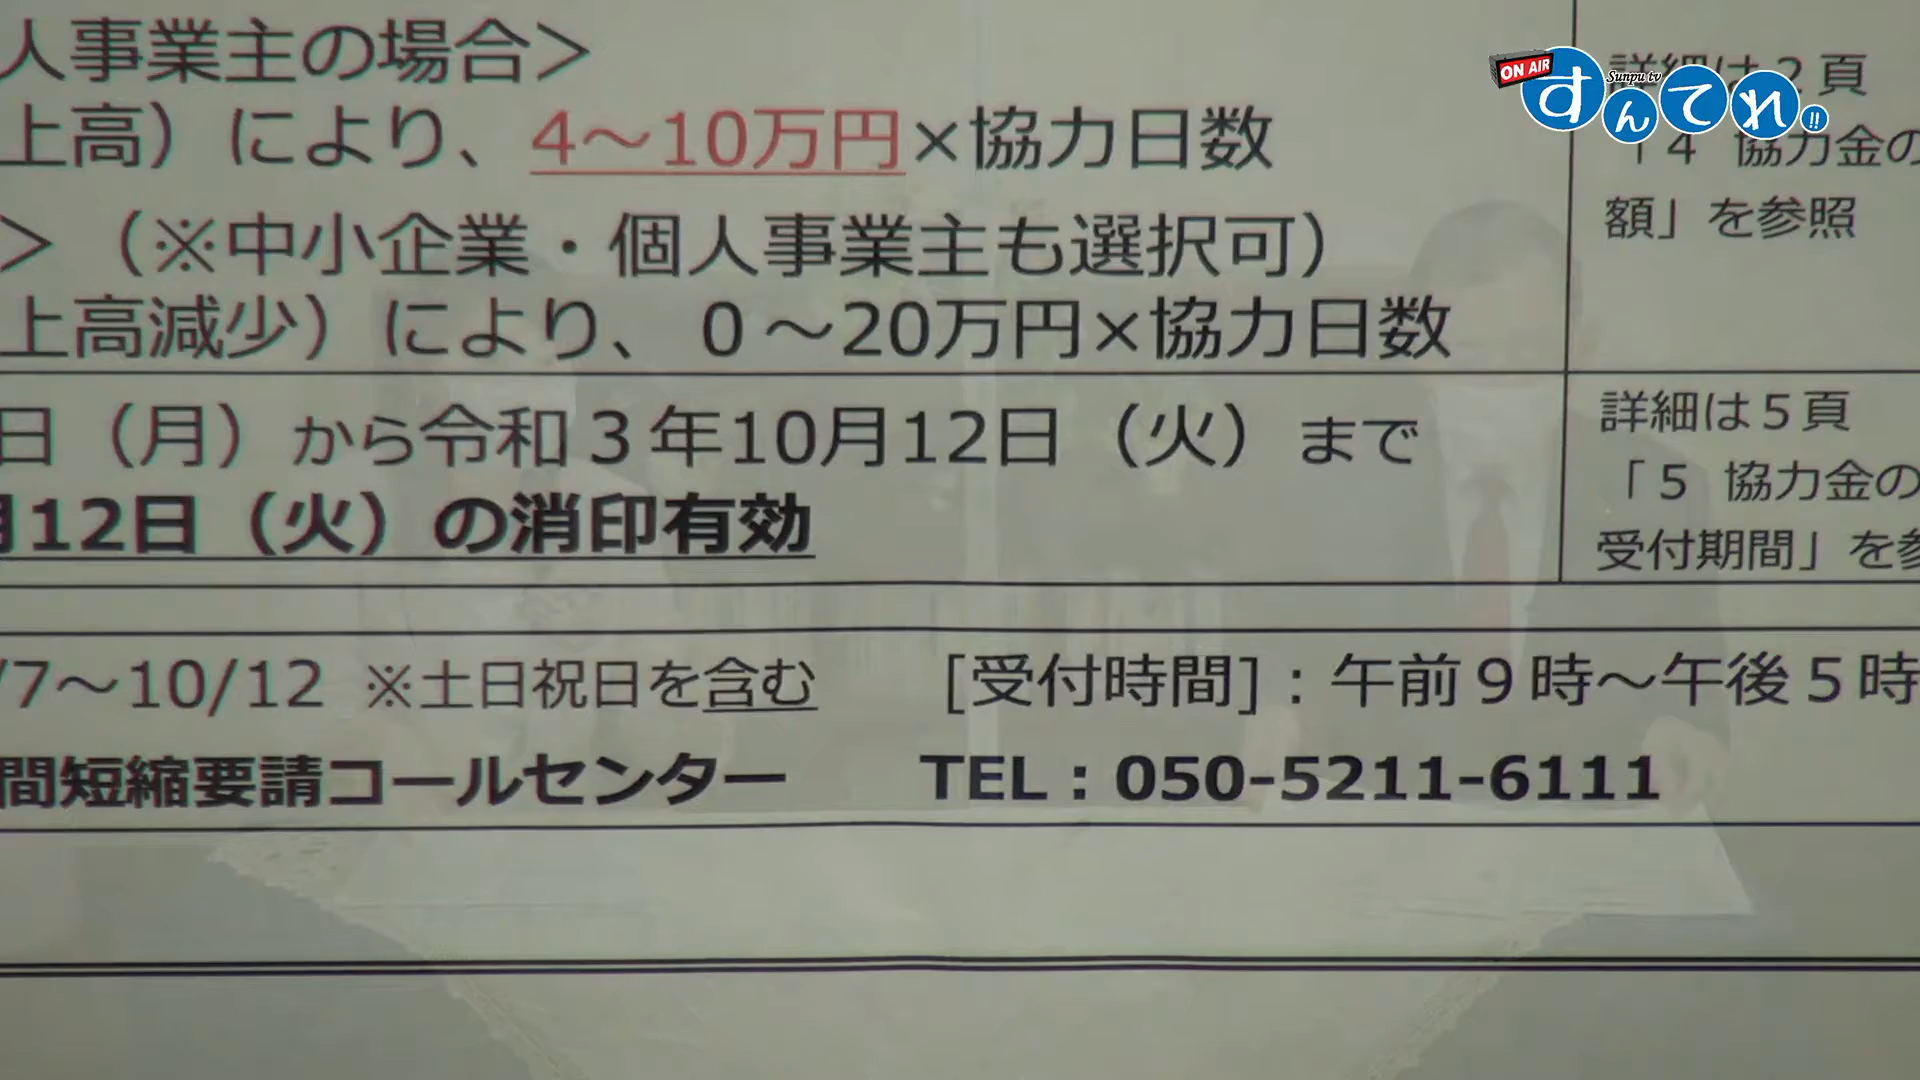 人事業主の場合＞
上高）により、4～10万円×協力日数
＞（※中小企業・個人事業主も選択可）
上高減少）により、０～20万円×協力日数
詳細は２頁
「４ 協力金の
額」を参照
日（月）から令和３年10月12日（火）まで
月12日（火）の消印有効
詳細は５頁
「５ 協力金の
受付期間」を参
/7～10/12 ※土日祝日を含む [受付時間]：午前９時～午後５時
間短縮要請コールセンター TEL：050-5211-6111
ON AIR
Sunpu tv
すんてれ!!